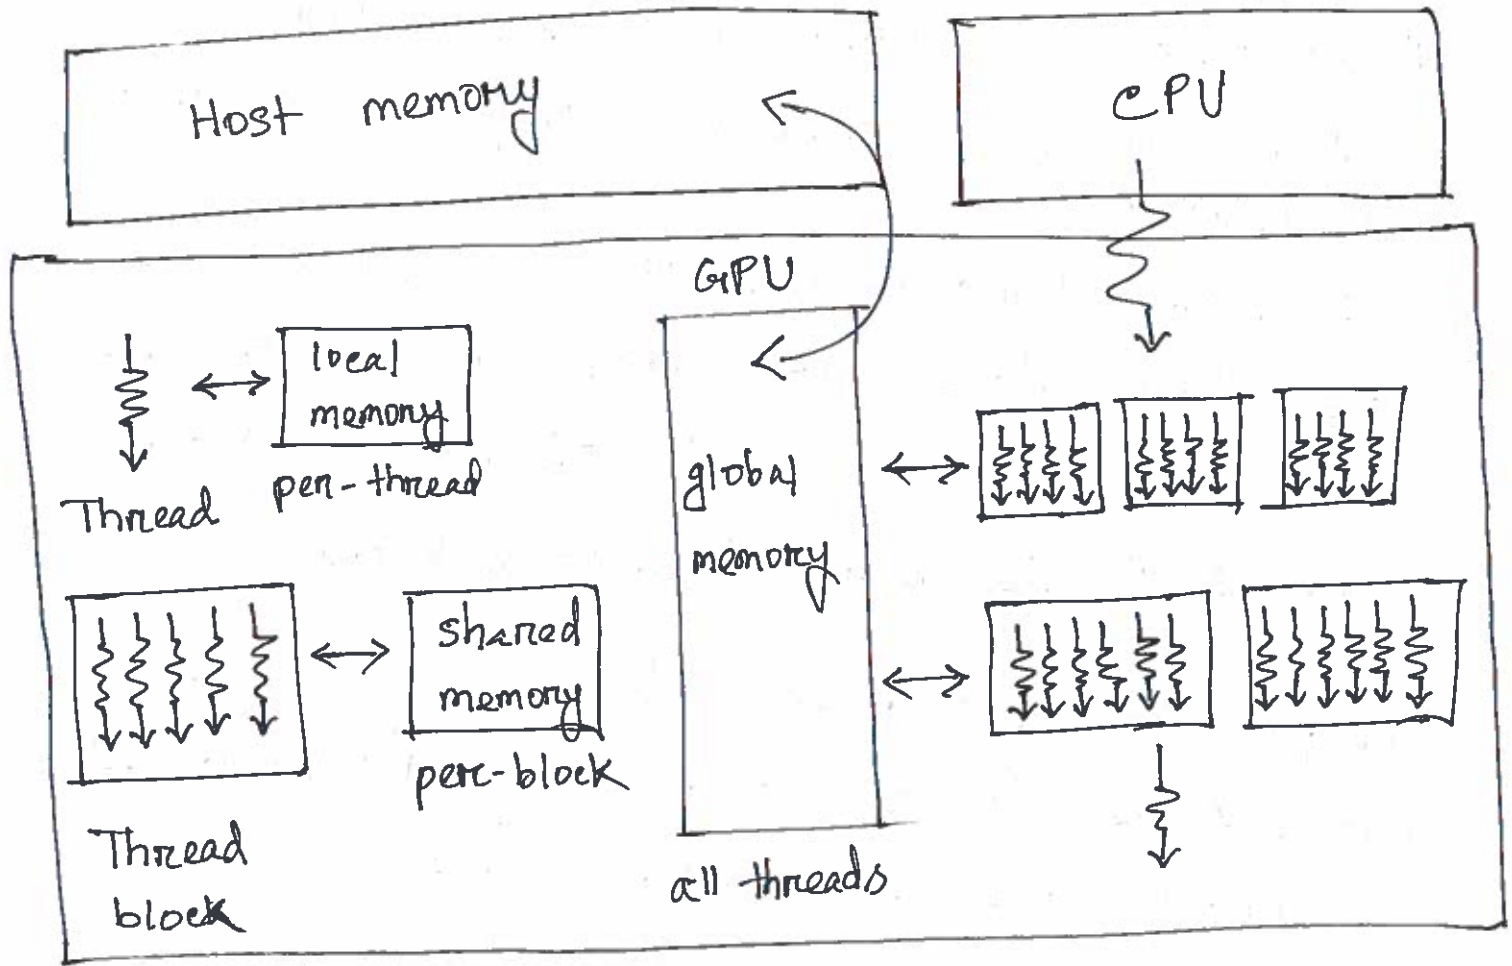 Host memory
CPU
GPU
local
memory
per-thread
Thread
global
memory
shared
memory
per-block
Thread
block
all threads